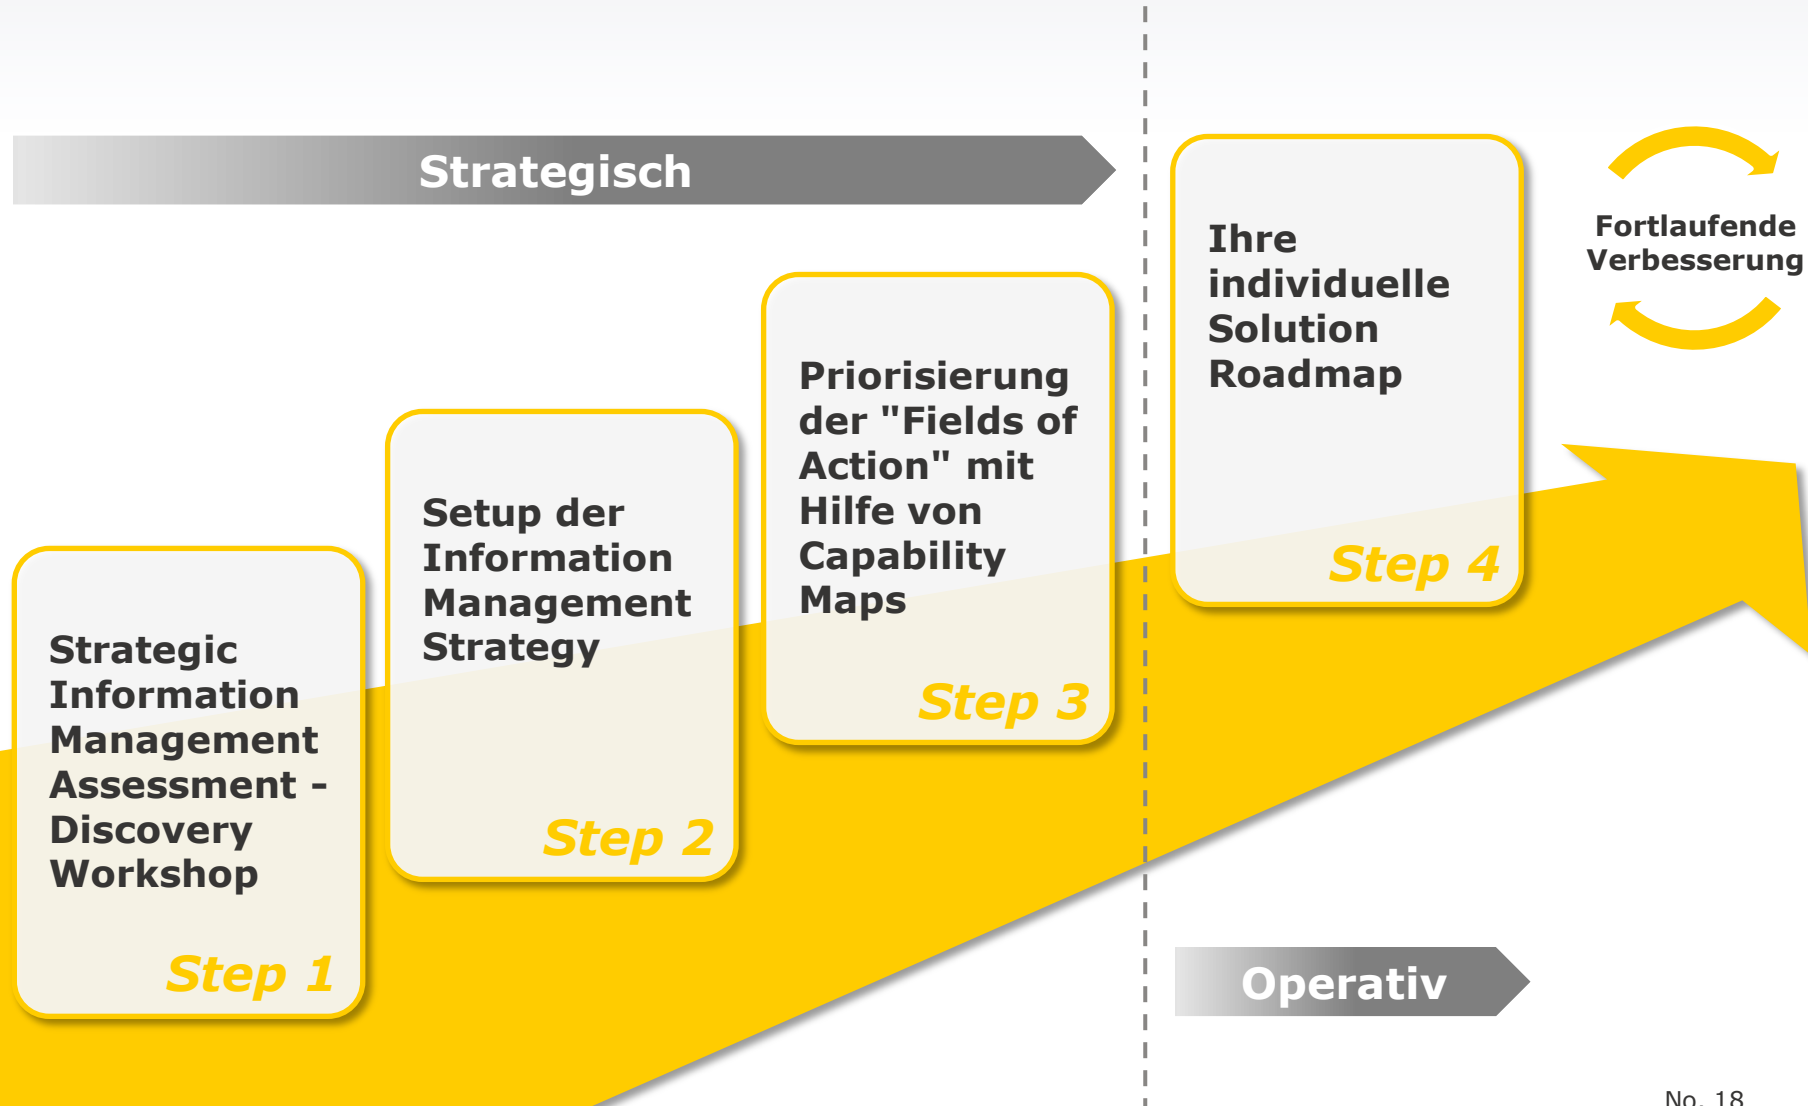 Strategisch
Strategic
Information
Management
Assessment -
Discovery
Workshop
Step 1
Setup der
Information
Management
Strategy
Step 2
Priorisierung
der "Fields of
Action" mit
Hilfe von
Capability
Maps
Step 3
Ihre
individuelle
Solution
Roadmap
Step 4
Fortlaufende
Verbesserung
Operativ
No. 18